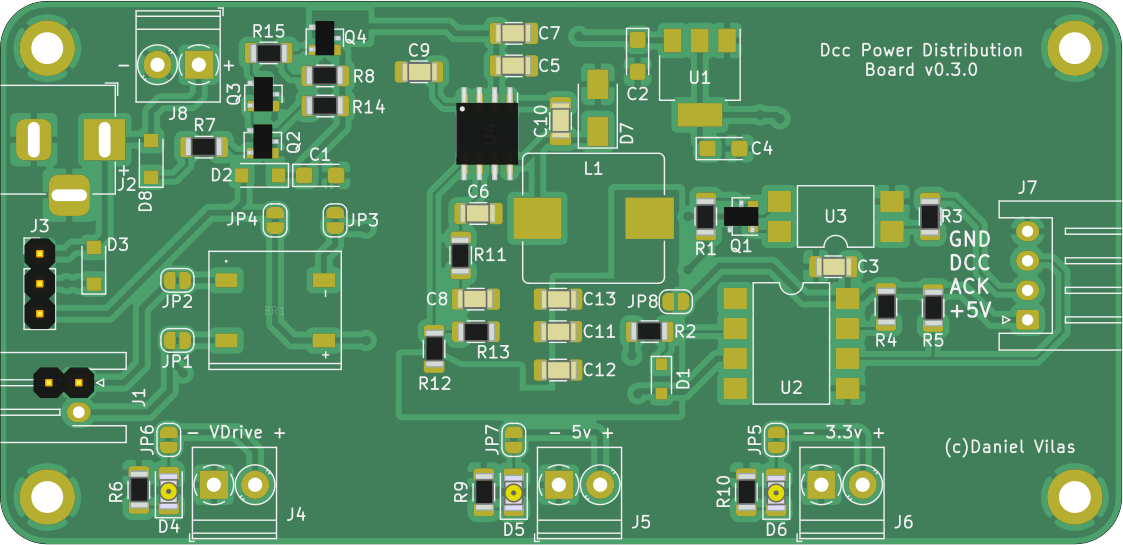 R15
Q4
C7
C9
C5
Dcc Power Distribution
Board v0.3.0
- +
R8
U1
Q3
C2
J8
R14
R7
Q2
C10
D7
U4
C4
+
J2
D8
D2
C1
L1
J3
JP4
JP3
C6
R1
Q1
U3
R3
J7
D3
R11
GND
DCC
C3
ACK
JP2
C8
C13
JP8
+5V
BR1
-
JP1
R13
C11
R2
R4
R5
+
R12
C12
D1
U2
J1
JP6
- VDrive +
JP7
- 5v +
JP5
- 3.3v +
(c)Daniel Vilas
R6
D4
J4
R9
D5
J5
R10
D6
J6